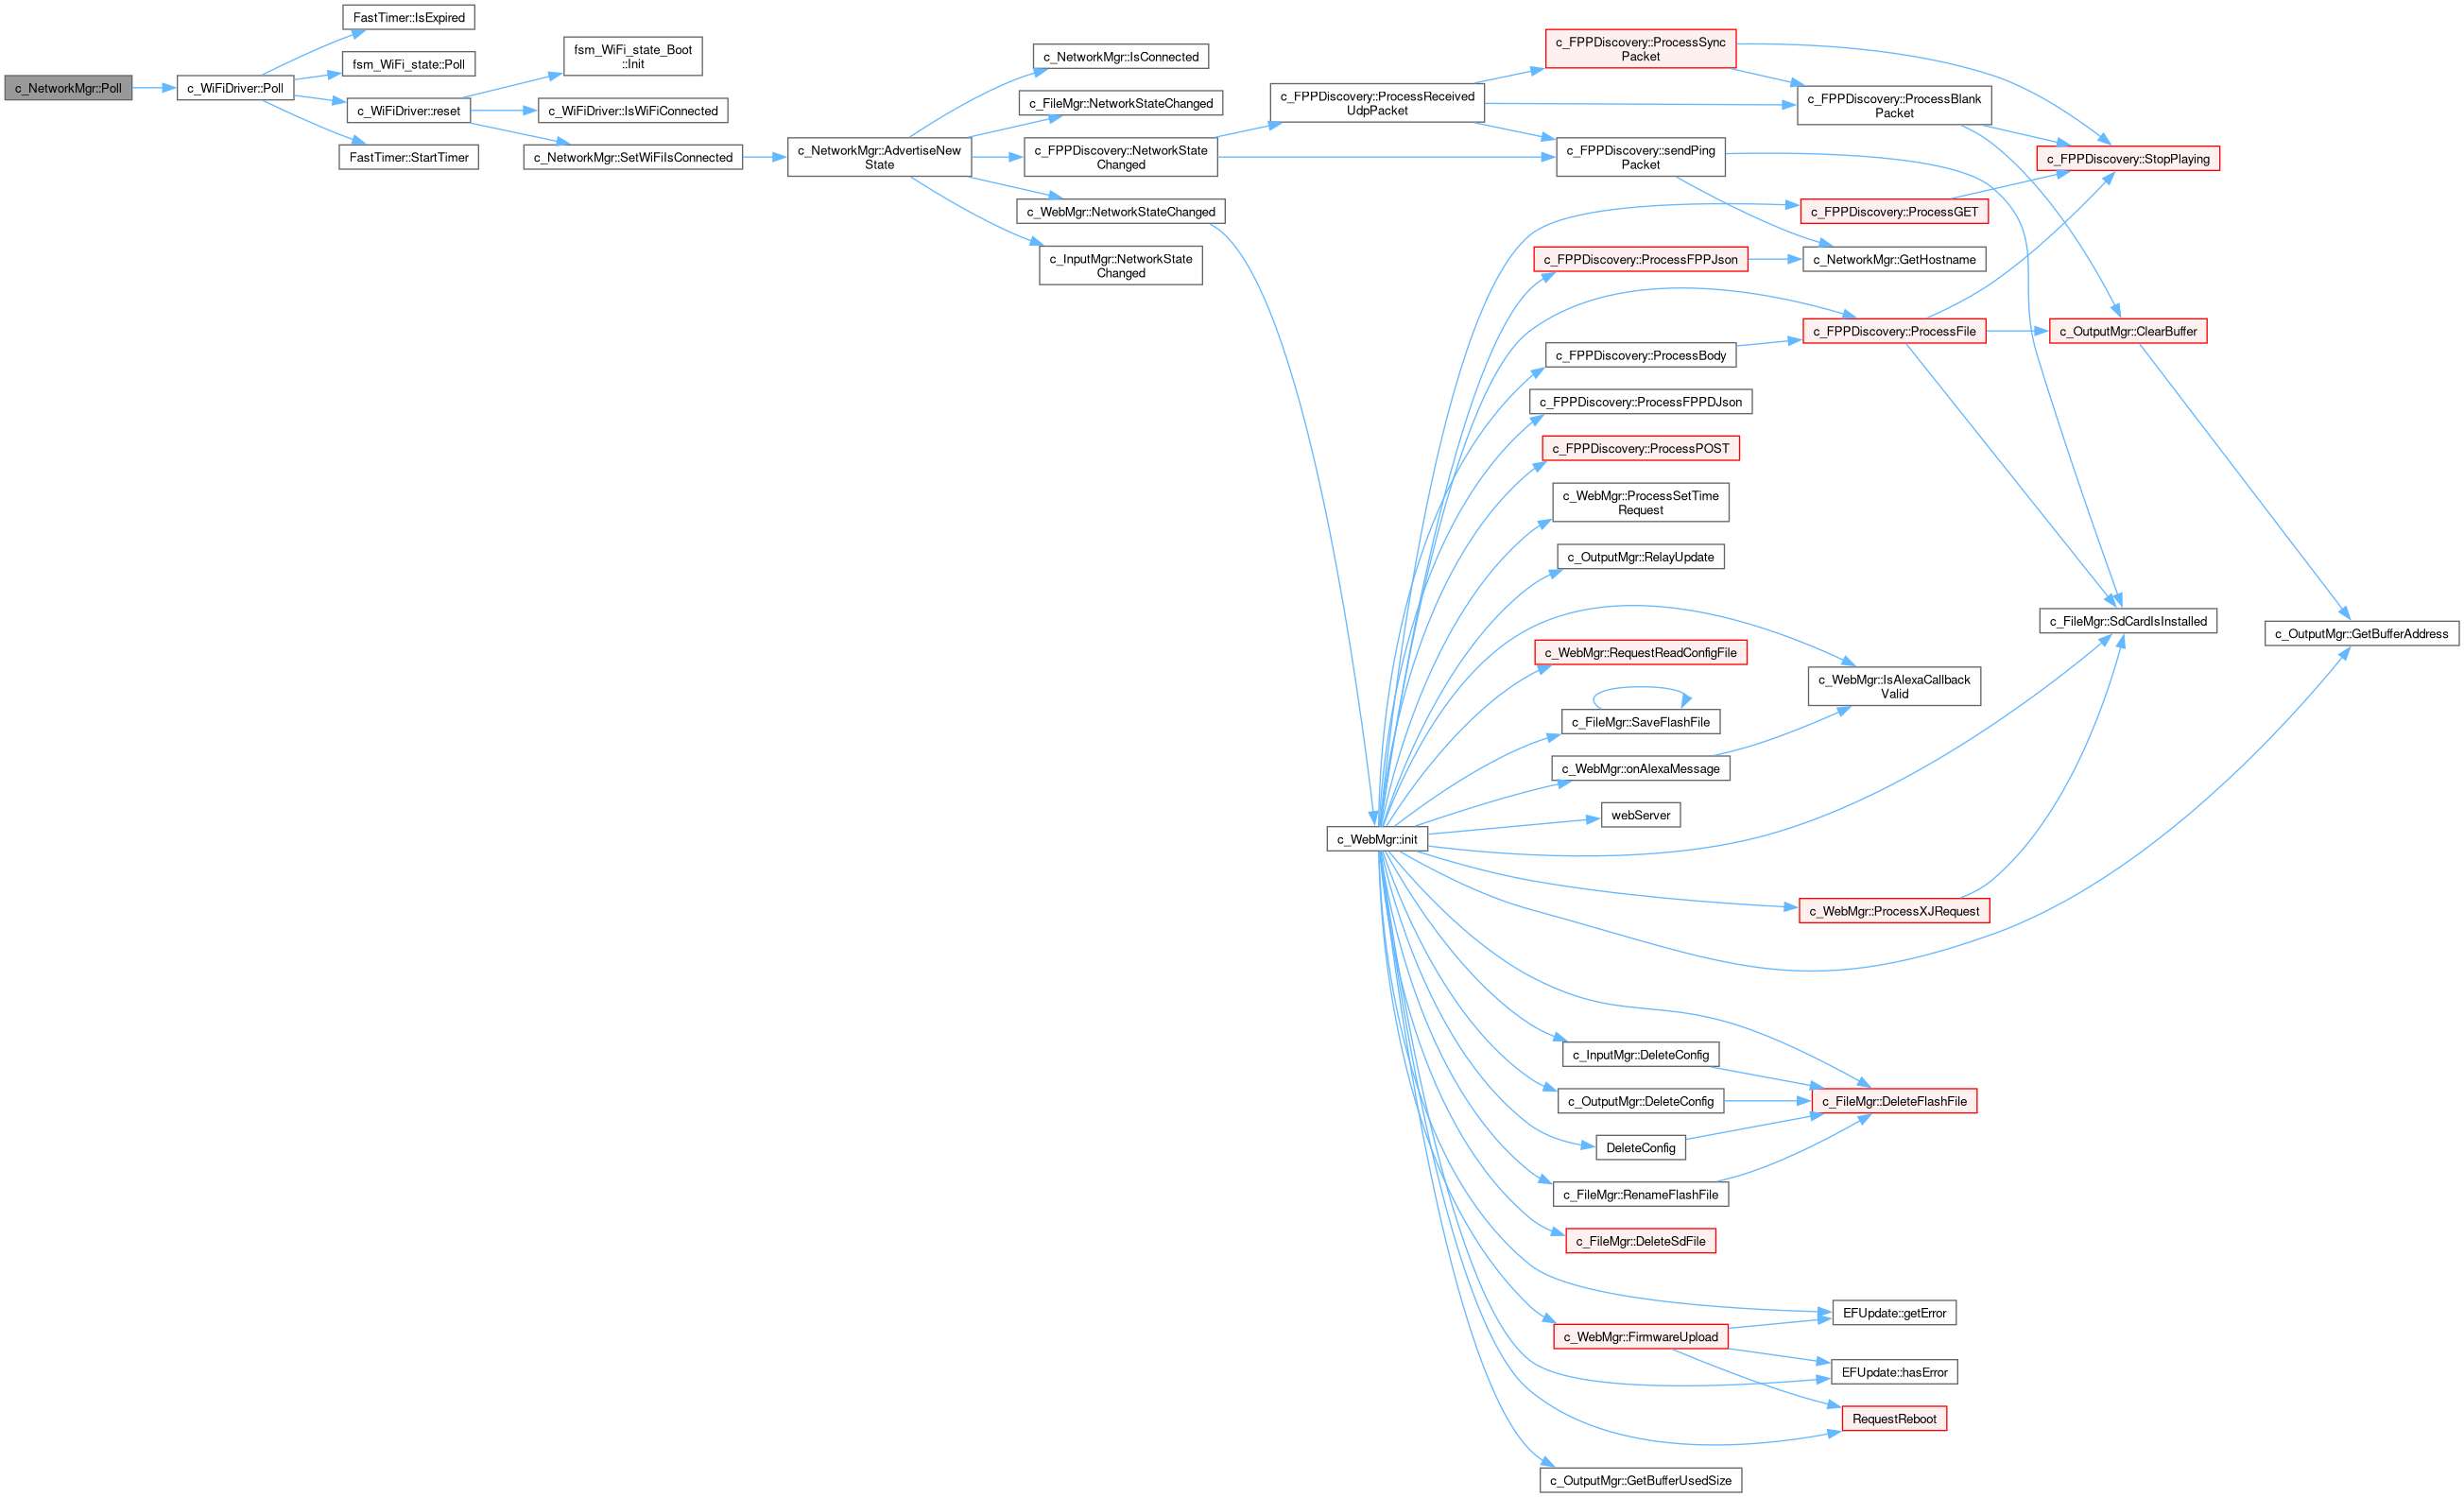 c_NetworkMgr::Poll
c_WiFiDriver::Poll
FastTimer::IsExpired
fsm_WiFi_state::Poll
c_WiFiDriver::reset
FastTimer::StartTimer
fsm_WiFi_state_Boot
::Init
c_WiFiDriver::IsWiFiConnected
c_NetworkMgr::SetWiFiIsConnected
c_NetworkMgr::AdvertiseNew
State
c_NetworkMgr::IsConnected
c_FileMgr::NetworkStateChanged
c_FPPDiscovery::NetworkState
Changed
c_WebMgr::NetworkStateChanged
c_InputMgr::NetworkState
Changed
c_FPPDiscovery::ProcessReceived
UdpPacket
c_WebMgr::init
c_FPPDiscovery::ProcessSync
Packet
c_FPPDiscovery::sendPing
Packet
c_FPPDiscovery::ProcessFPPJson
c_FPPDiscovery::ProcessBody
c_FPPDiscovery::ProcessFPPDJson
c_FPPDiscovery::ProcessPOST
c_WebMgr::ProcessSetTime
Request
c_OutputMgr::RelayUpdate
c_WebMgr::RequestReadConfigFile
c_FileMgr::SaveFlashFile
c_WebMgr::onAlexaMessage
webServer
c_InputMgr::DeleteConfig
c_OutputMgr::DeleteConfig
DeleteConfig
c_FileMgr::RenameFlashFile
c_FileMgr::DeleteSdFile
c_WebMgr::FirmwareUpload
c_OutputMgr::GetBufferUsedSize
c_FPPDiscovery::ProcessBlank
Packet
c_FPPDiscovery::ProcessGET
c_NetworkMgr::GetHostname
c_FPPDiscovery::ProcessFile
c_WebMgr::IsAlexaCallback
Valid
c_WebMgr::ProcessXJRequest
c_FileMgr::DeleteFlashFile
EFUpdate::getError
EFUpdate::hasError
RequestReboot
c_FPPDiscovery::StopPlaying
c_OutputMgr::ClearBuffer
c_FileMgr::SdCardIsInstalled
c_OutputMgr::GetBufferAddress